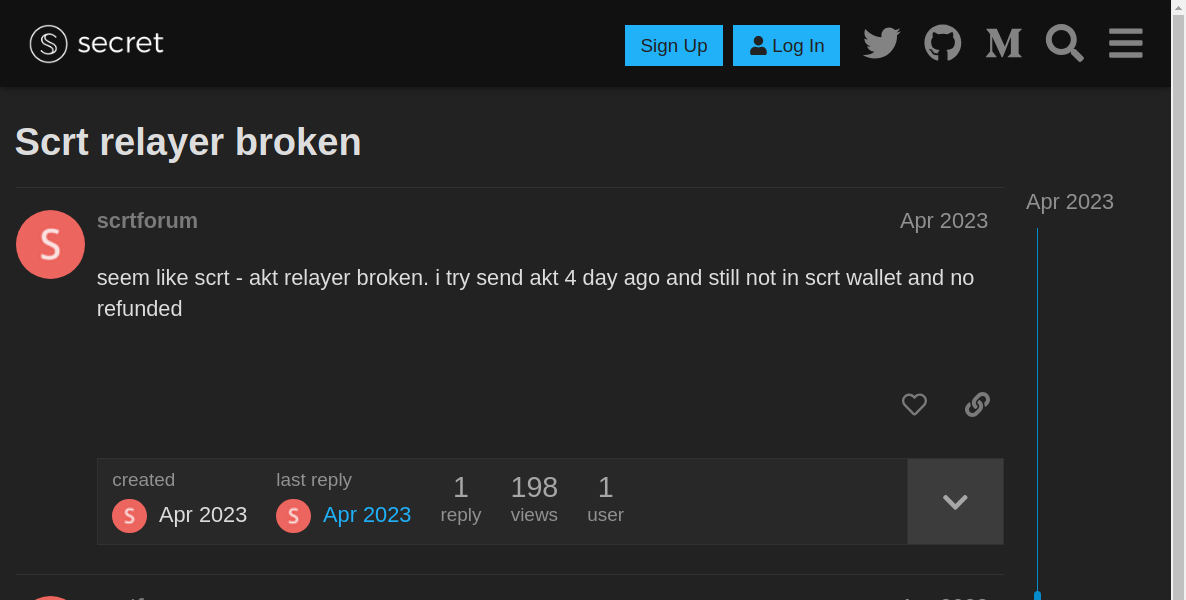 secret
Sign Up
Log In
Scrt relayer broken
Apr 2023
S
scrtforum
Apr 2023
seem like scrt - akt relayer broken. i try send akt 4 day ago and still not in scrt wallet and no
refunded
created
last reply
1
198
1
S
Apr 2023
S
Apr 2023
reply
views
user